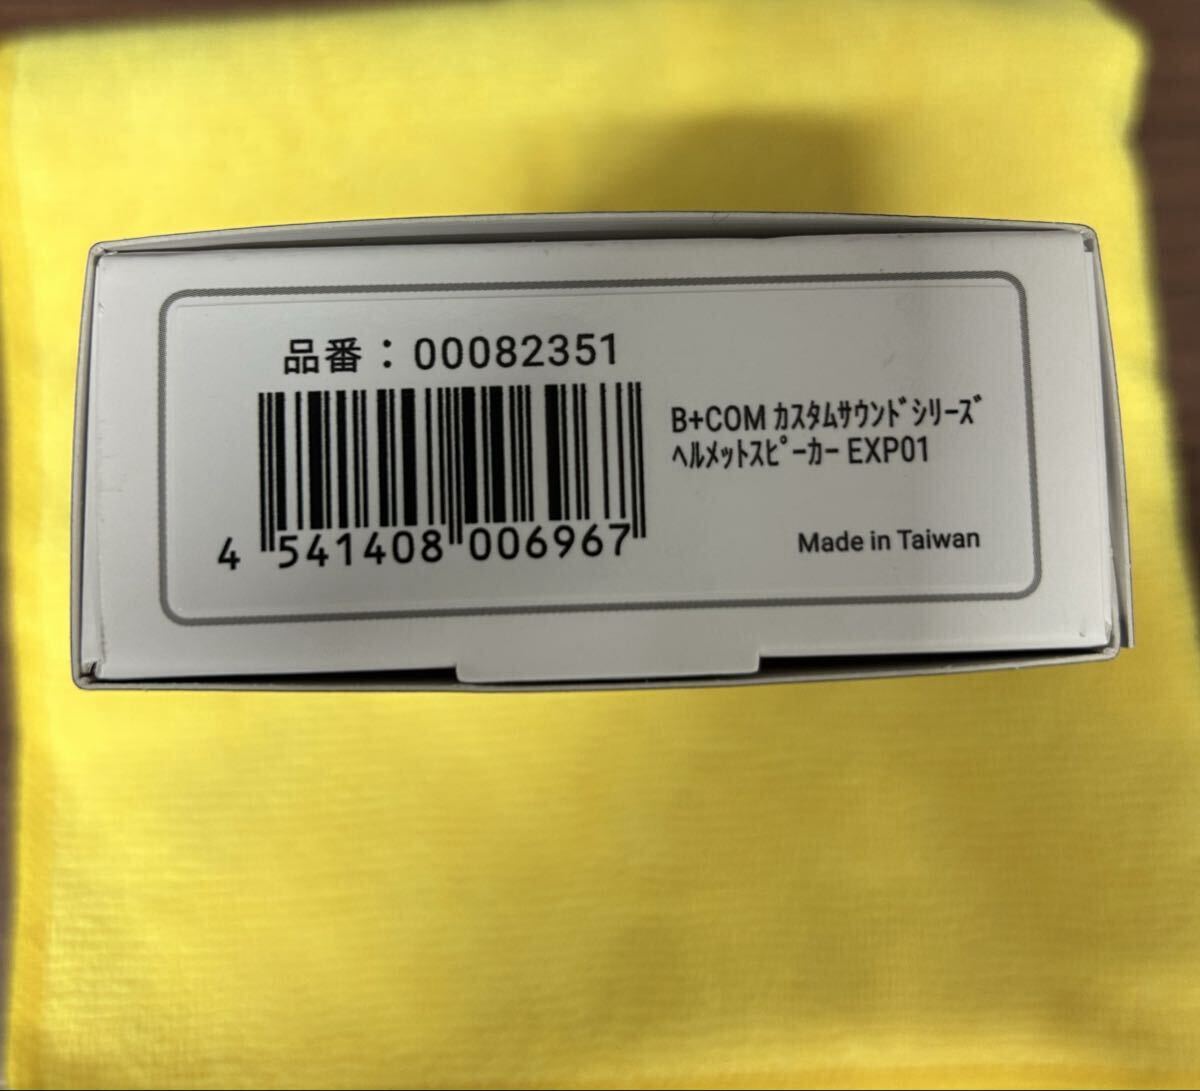 品番：00082351
4 541408 006967
B+COM ｶｽﾀﾑｻｳﾝﾄﾞｼﾘｰｽﾞ
ﾍﾙﾒｯﾄｽﾋﾟｰｶｰ EXP01
Made in Taiwan